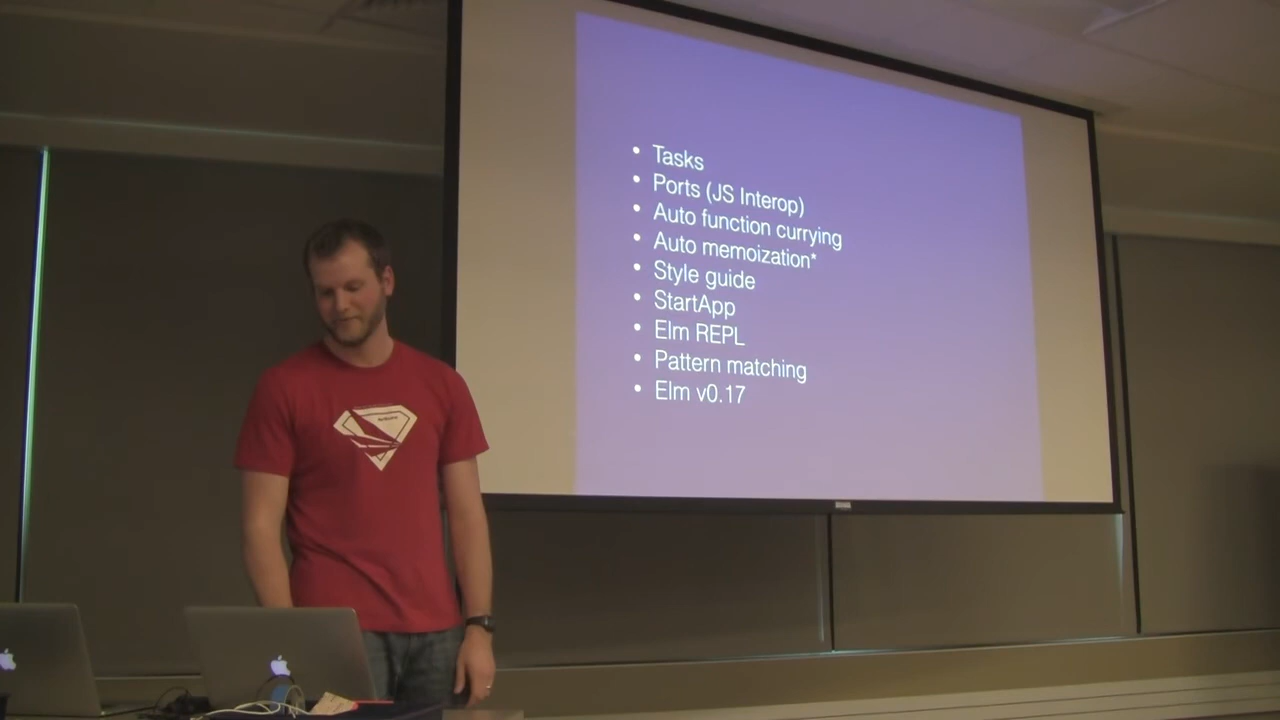 • Tasks
• Ports (JS Interop)
• Auto function currying
• Auto memoization*
• Style guide
• StartApp
• Elm REPL
• Pattern matching
• Elm v0.17